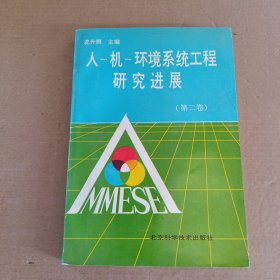 龙升照 主编
人-机-环境系统工程
研究进展
(第二卷)
MMESE
北京科学技术出版社